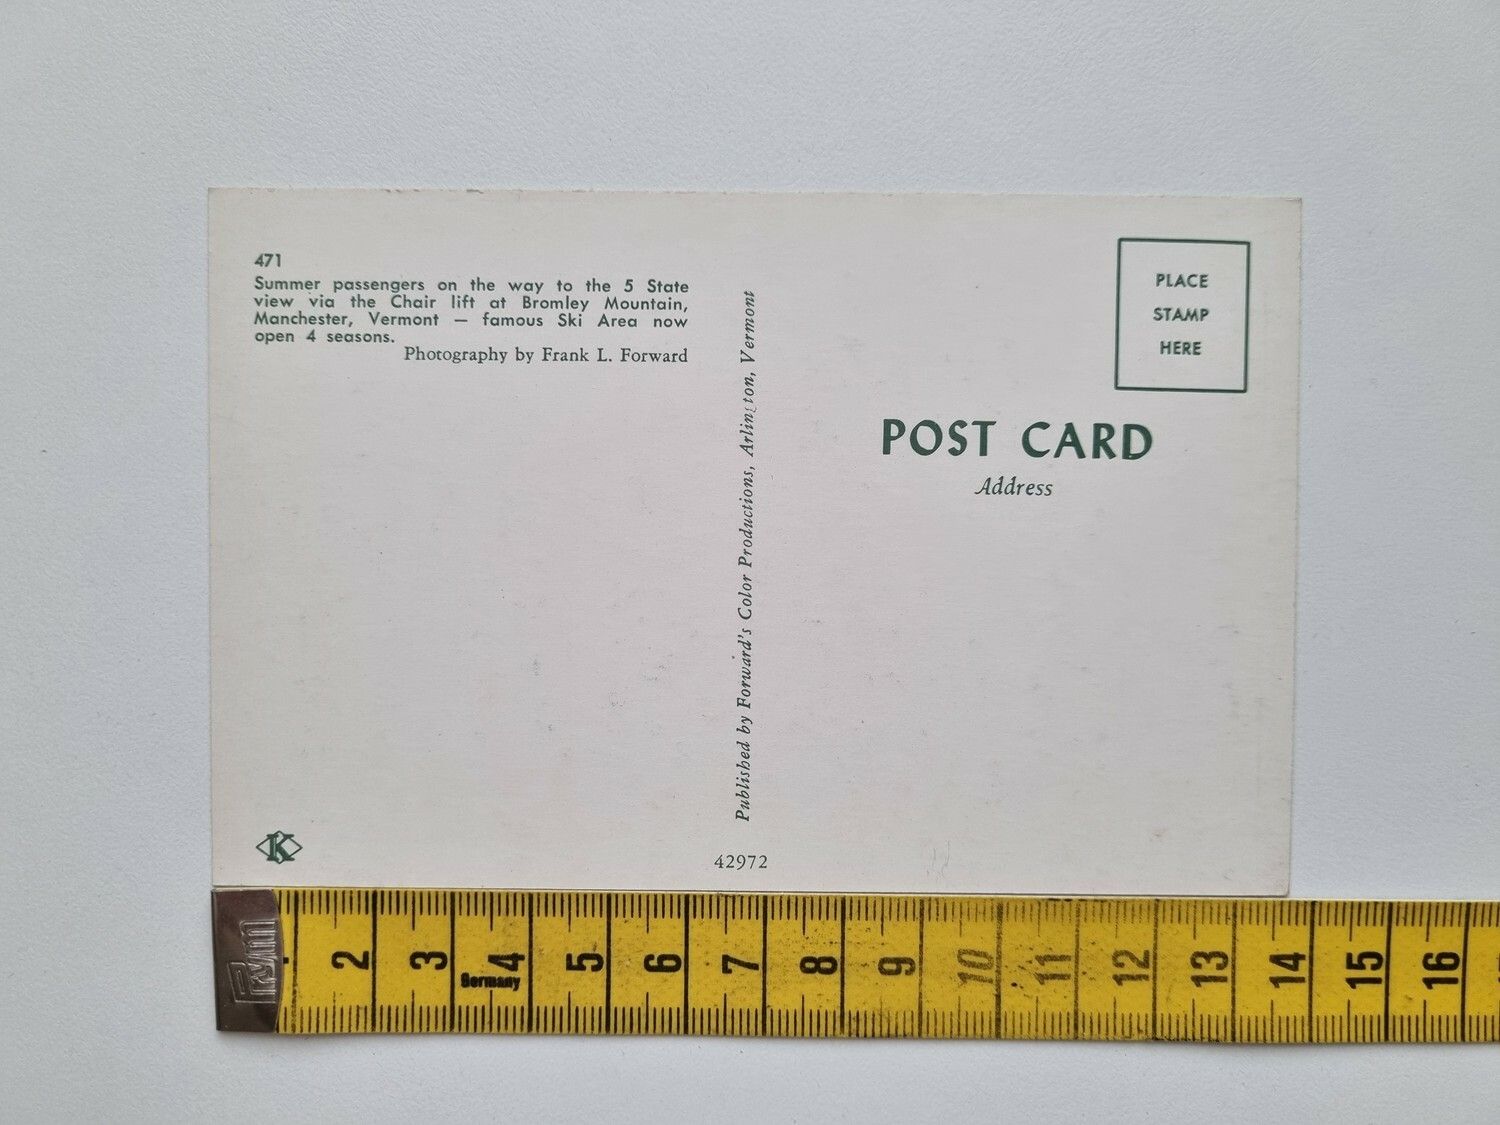 471
Summer passengers on the way to the 5 State
view via the Chair lift at Bromley Mountain,
Manchester, Vermont — famous Ski Area now
open 4 seasons.
Photography by Frank L. Forward
Published by Forward's Color Productions, Arlington, Vermont
PLACE
STAMP
HERE
POST CARD
Address
K
42972
Prym
2 3 4 5 6 7 8 9 10 11 12 13 14 15 16
Germany